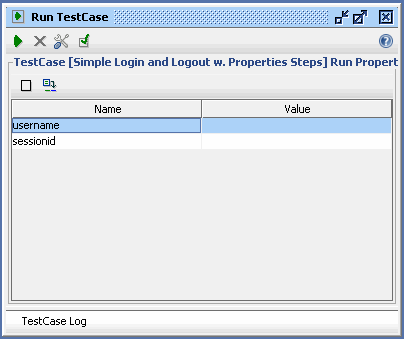 Run TestCase
TestCase [Simple Login and Logout w. Properties Steps] Run Propert
Name Value
username
sessionid
TestCase Log